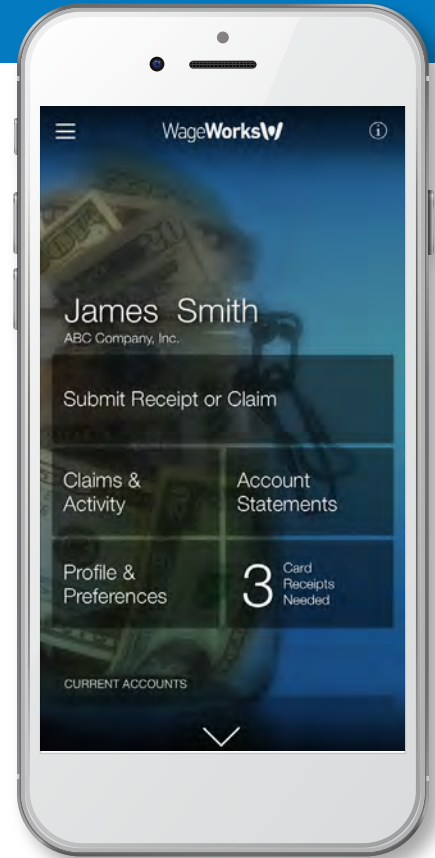 WageWorks
James Smith
ABC Company, Inc.
Submit Receipt or Claim
Claims &
Activity
Account
Statements
Profile &
Preferences
3
Card
Receipts
Needed
CURRENT ACCOUNTS